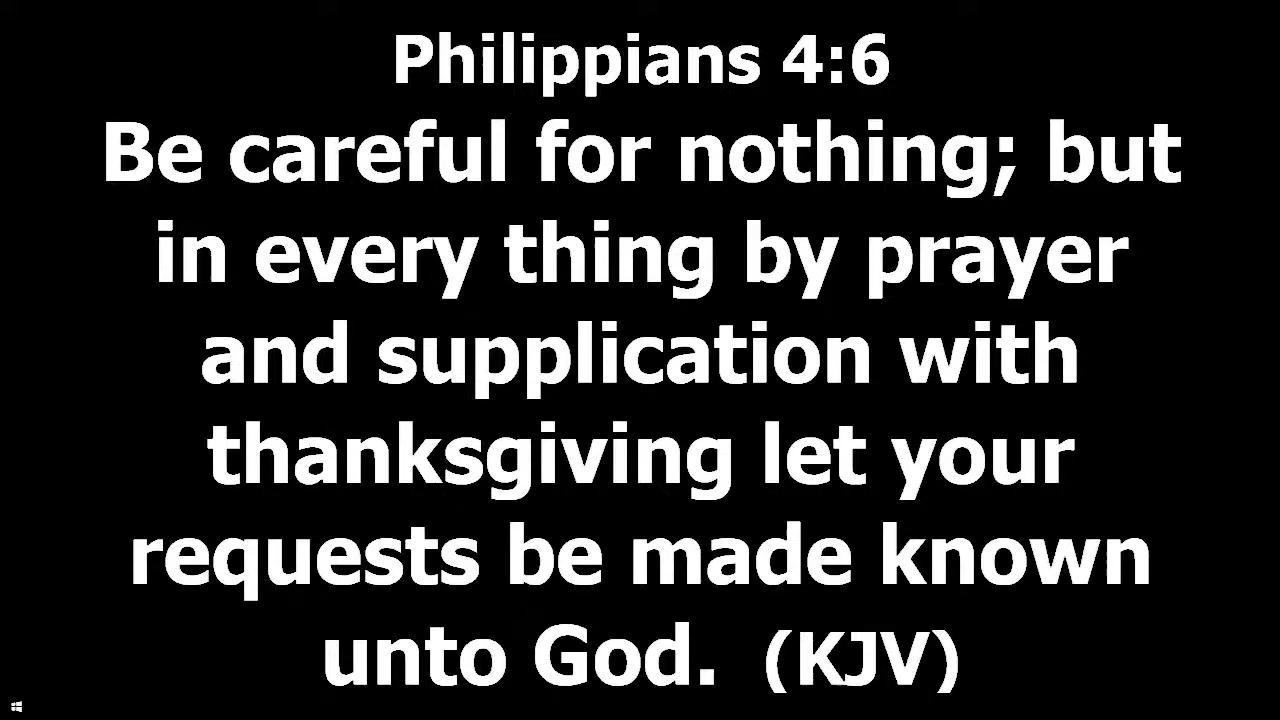 Philippians 4:6
Be careful for nothing; but
in every thing by prayer
and supplication with
thanksgiving let your
requests be made known
unto God. (KJV)